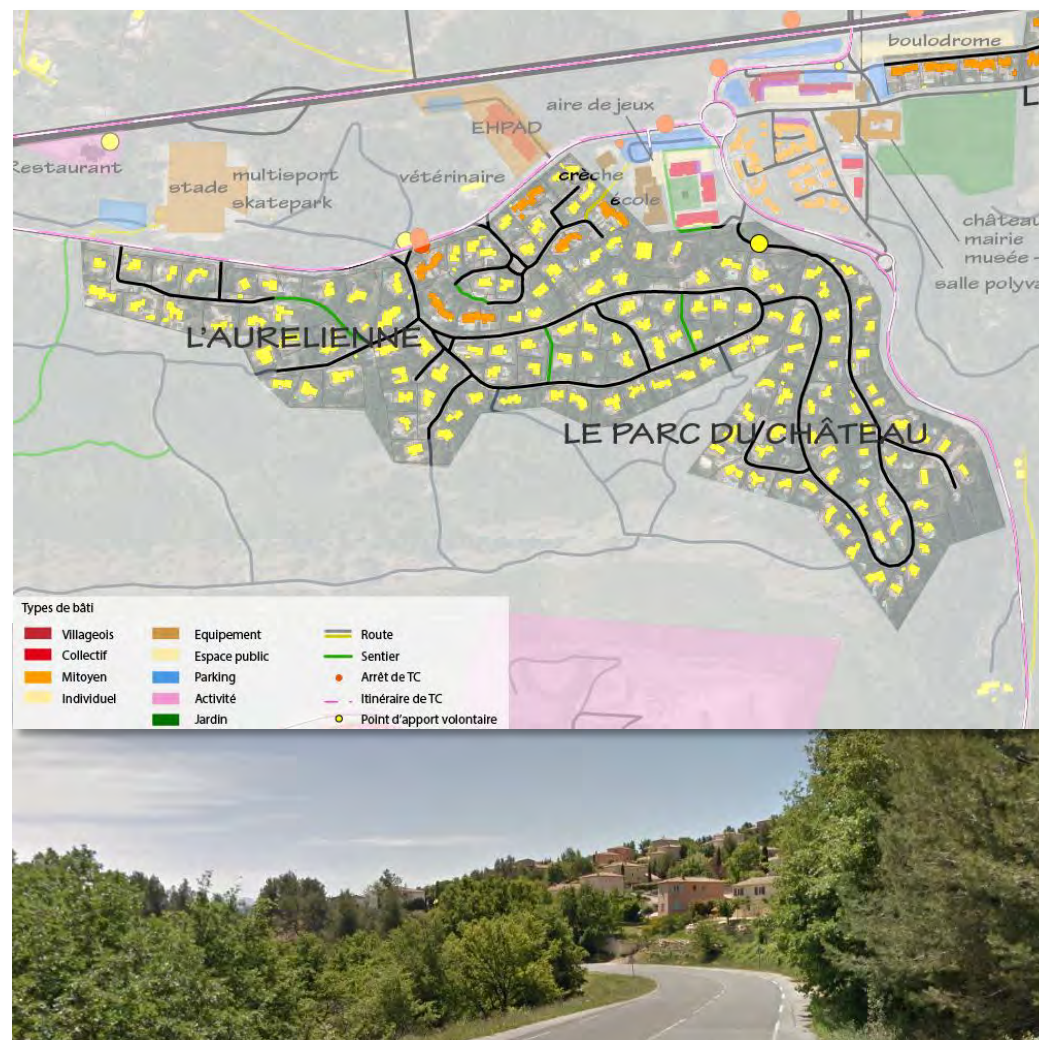 boulodrome
aire de jeux
EHPAD
Restaurant
stade
multisport
skatepark
vétérinaire
crèche
école
château
mairie
musée -
salle polyva
L'AURELIENNE
LE PARC DU CHÂTEAU
Types de bâti
Villageois
Collectif
Mitoyen
Individuel
Equipement
Espace public
Parking
Activité
Jardin
Route
Sentier
Arrêt de TC
Itinéraire de TC
Point d'apport volontaire